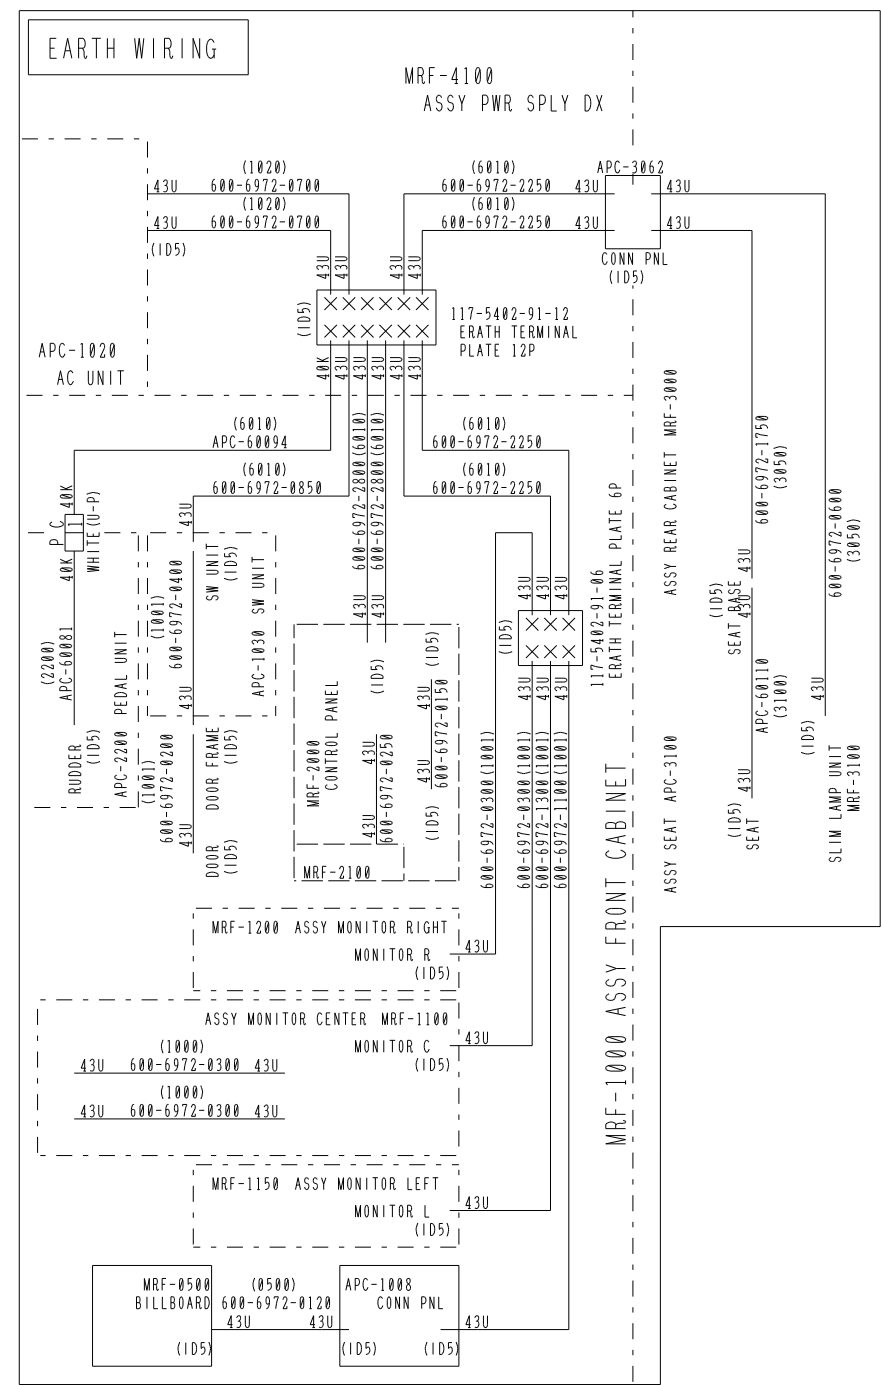 EARTH WIRING
MRF-4100
ASSY PWR SPLY DX
(1020)
43U 600-6972-0700
(1020)
43U 600-6972-0700
(ID5)
(6010)
600-6972-2250 43U
(6010)
600-6972-2250 43U
APC-3062
43U
43U
CONN PNL
(ID5)
43U
43U
43U
43U
(ID5)
117-5402-91-12
ERATH TERMINAL
PLATE 12P
40K
43U
43U
43U
43U
43U
APC-1020
AC UNIT
(6010)
APC-60094
(6010)
600-6972-0850
600-6972-2800(6010)
600-6972-2800(6010)
(6010)
600-6972-2250
(6010)
600-6972-2250
40K
P C
1
WHITE(U-P)
40K
43U
(2200)
APC-60081
RUDDER
(ID5)
APC-2200 PEDAL UNIT
(1001)
600-6972-0400
43U
SW UNIT
(ID5)
APC-1030 SW UNIT
(1001)
600-6972-0200
43U
DOOR FRAME
(ID5)
DOOR
(ID5)
43U
43U
(ID5)
MRF-2000
CONTROL PANEL
43U
600-6972-0250
43U
(ID5)
43U
600-6972-0150
43U
(ID5)
MRF-2100
43U
43U
43U
(ID5)
117-5402-91-06
ERATH TERMINAL PLATE 6P
43U
43U
43U
600-6972-0300(1001)
600-6972-0300(1001)
600-6972-1300(1001)
600-6972-1100(1001)
ASSY REAR CABINET MRF-3000
600-6972-1750
(3050)
43U
(ID5)
SEAT BASE
43U
APC-60110
(3100)
43U
(ID5)
SEAT
ASSY SEAT APC-3100
600-6972-0600
(3050)
43U
(ID5)
SLIM LAMP UNIT
MRF-3100
MRF-1000 ASSY FRONT CABINET
MRF-1200 ASSY MONITOR RIGHT
MONITOR R 43U
(ID5)
ASSY MONITOR CENTER MRF-1100
MONITOR C 43U
(ID5)
(1000)
43U 600-6972-0300 43U
(1000)
43U 600-6972-0300 43U
MRF-1150 ASSY MONITOR LEFT
MONITOR L 43U
(ID5)
MRF-0500
BILLBOARD
(ID5)
(0500)
600-6972-0120
43U 43U
APC-1008
CONN PNL
43U
(ID5) (ID5)